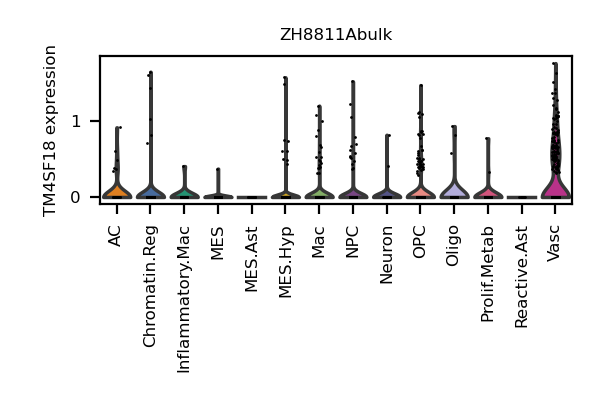 ZH8811Abulk
TM4SF18 expression
1
0
AC
Chromatin.Reg
Inflammatory.Mac
MES
MES.Ast
MES.Hyp
Mac
NPC
Neuron
OPC
Oligo
Prolif.Metab
Reactive.Ast
Vasc